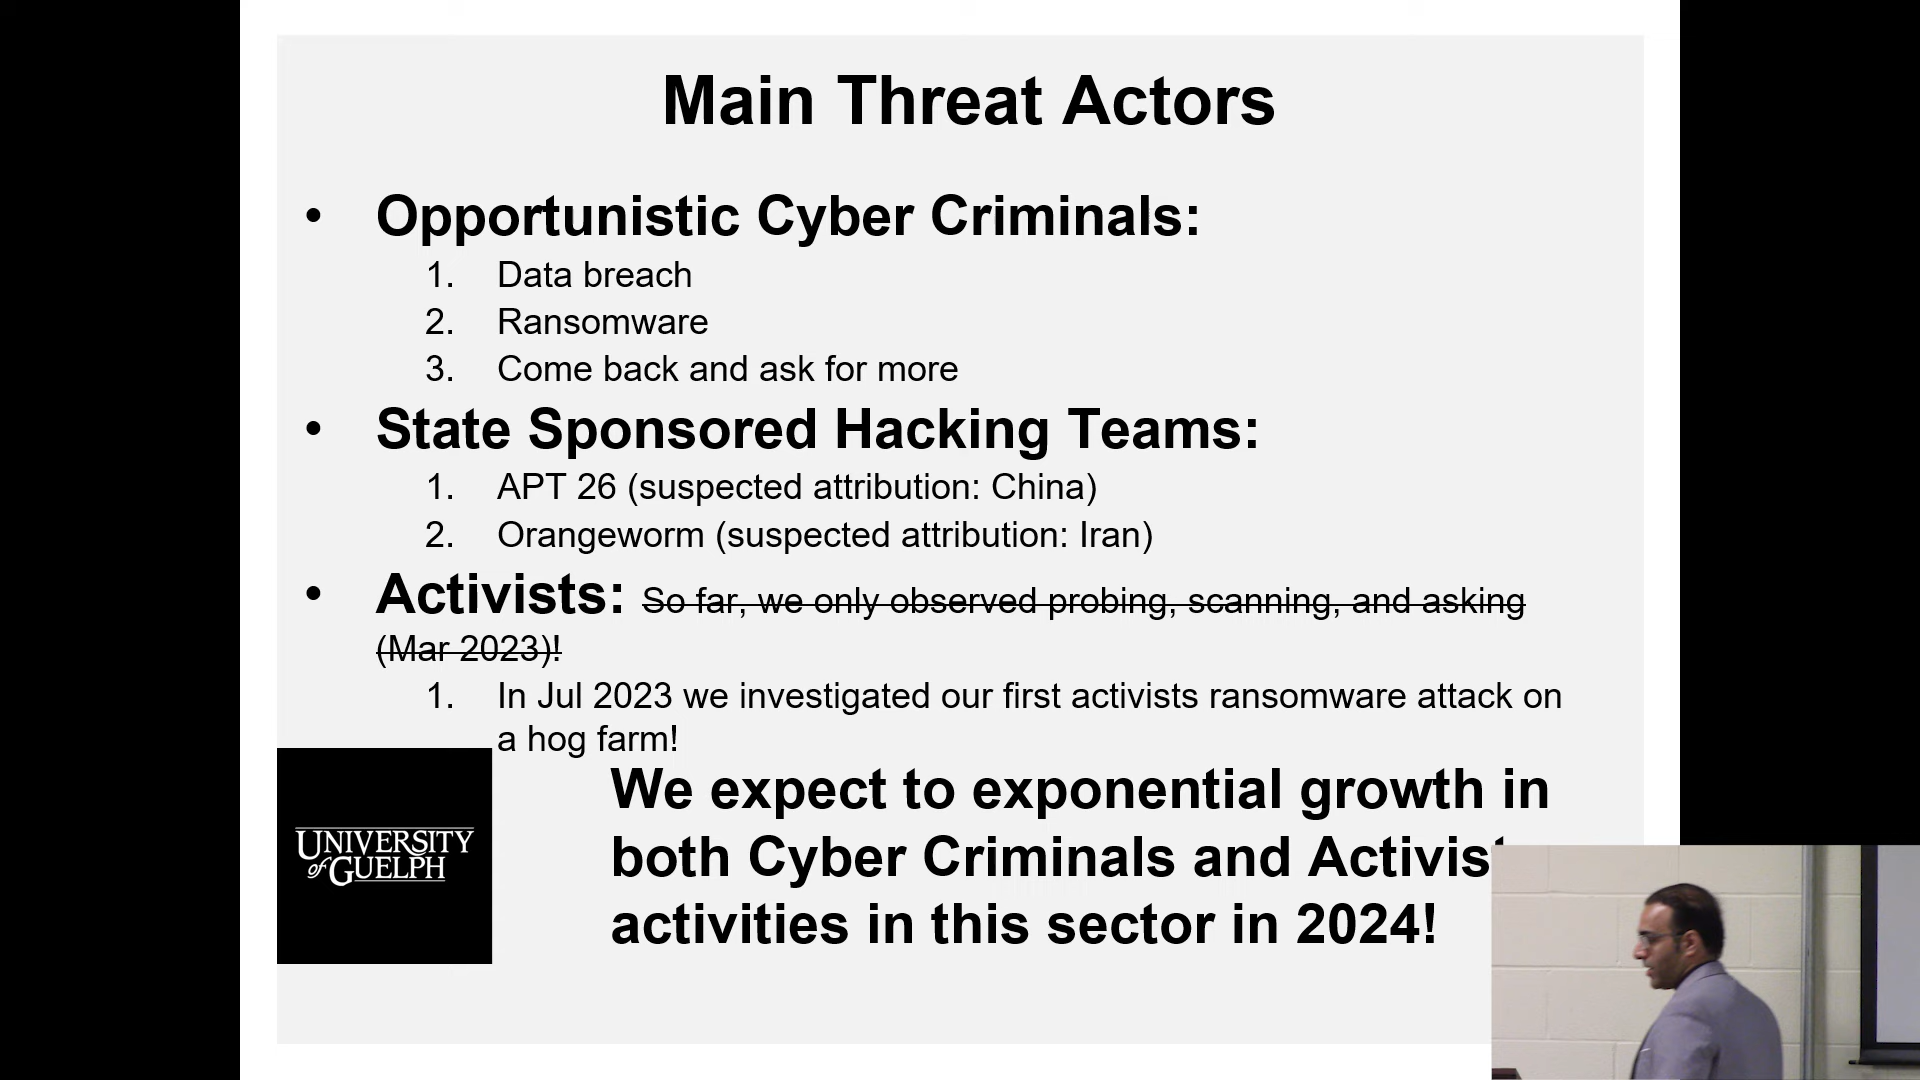 Main Threat Actors
• Opportunistic Cyber Criminals:
1. Data breach
2. Ransomware
3. Come back and ask for more
• State Sponsored Hacking Teams:
1. APT 26 (suspected attribution: China)
2. Orangeworm (suspected attribution: Iran)
• Activists: So far, we only observed probing, scanning, and asking
(Mar 2023)!
1. In Jul 2023 we investigated our first activists ransomware attack on
a hog farm!
We expect to exponential growth in
both Cyber Criminals and
activities in this sector in 2024!
UNIVERSITY
of GUELPH